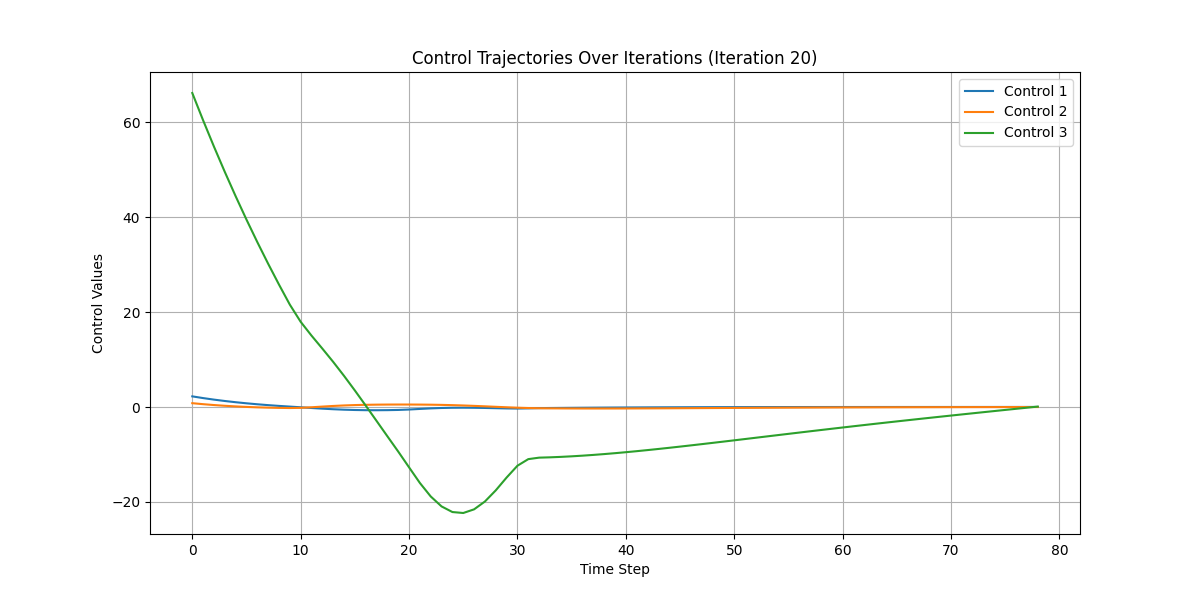 Control Trajectories Over Iterations (Iteration 20)
Control 1
Control 2
Control 3
Control Values
60
40
20
0
−20
0 10 20 30 40 50 60 70 80
Time Step